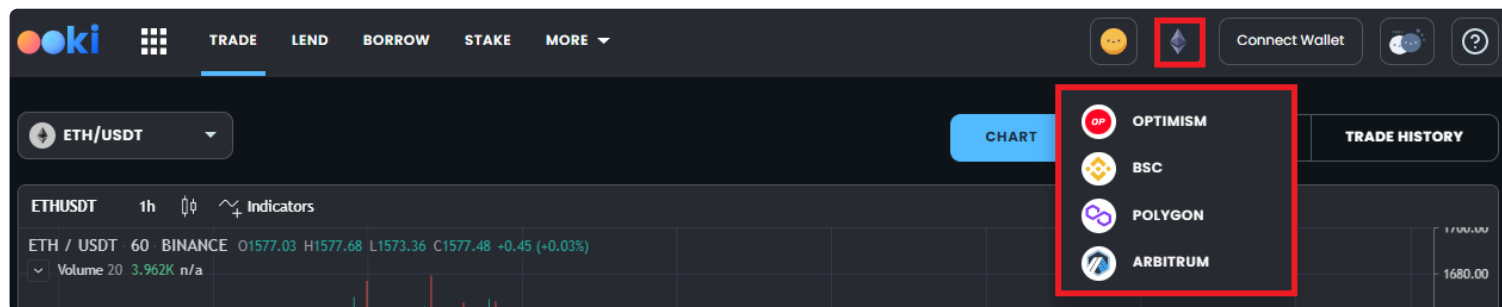 ooki TRADE LEND BORROW STAKE MORE Connect Wallet
OP OPTIMISM
ETH/USDT CHART TRADE HISTORY
BSC
ETHUSDT 1h Indicators POLYGON
ETH / USDT 60 BINANCE O1577.03 H1577.68 L1573.36 C1577.48 +0.45 (+0.03%)
Volume 20 3.962K n/a ARBITRUM
1680.00